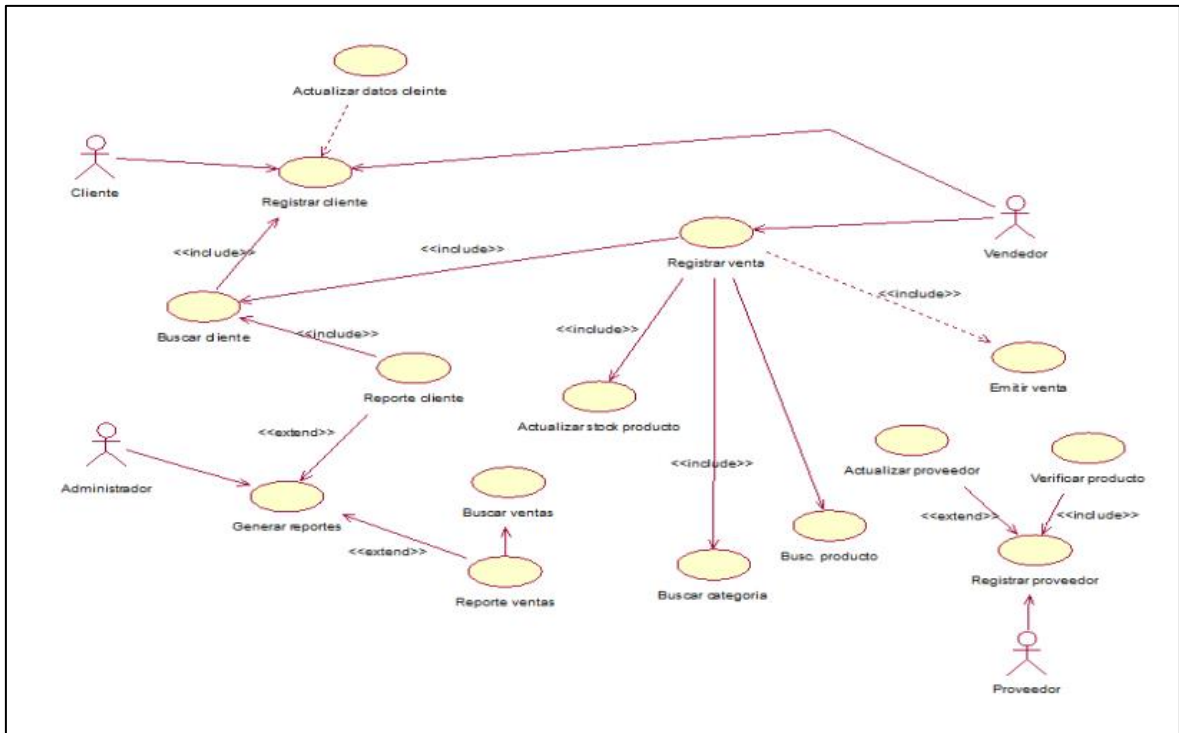 Actualizar datos cleinte
Cliente
Registrar cliente
<<include>>
<<include>>
Registrar venta
Vendedor
<<include>>
Buscar cliente
<<include>>
Reporte cliente
<<include>>
Emitir venta
Actualizar stock producto
<<extend>>
Administrador
Generar reportes
Buscar ventas
<<extend>>
Reporte ventas
<<include>>
Buscar categoria
Busc. producto
Actualizar proveedor
Verificar producto
<<extend>>
<<include>>
Registrar proveedor
Proveedor